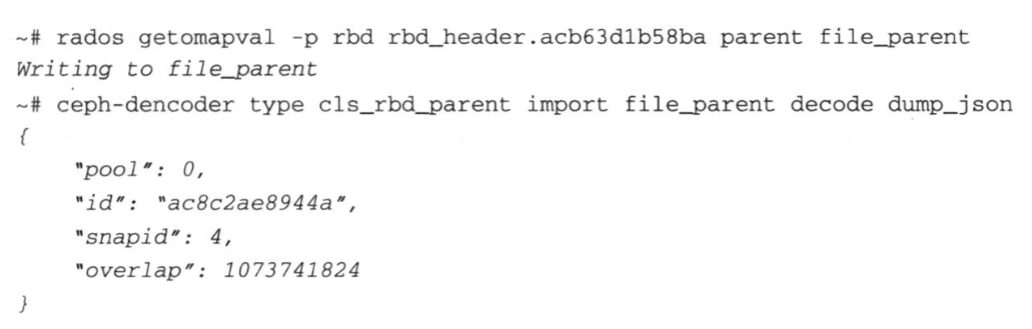 ~# rados getomapval -p rbd rbd_header.acb63d1b58ba parent file_parent
Writing to file_parent
~# ceph-dencoder type cls_rbd_parent import file_parent decode dump_json
{
"pool": 0,
"id": "ac8c2ae8944a",
"snapid": 4,
"overlap": 1073741824
}